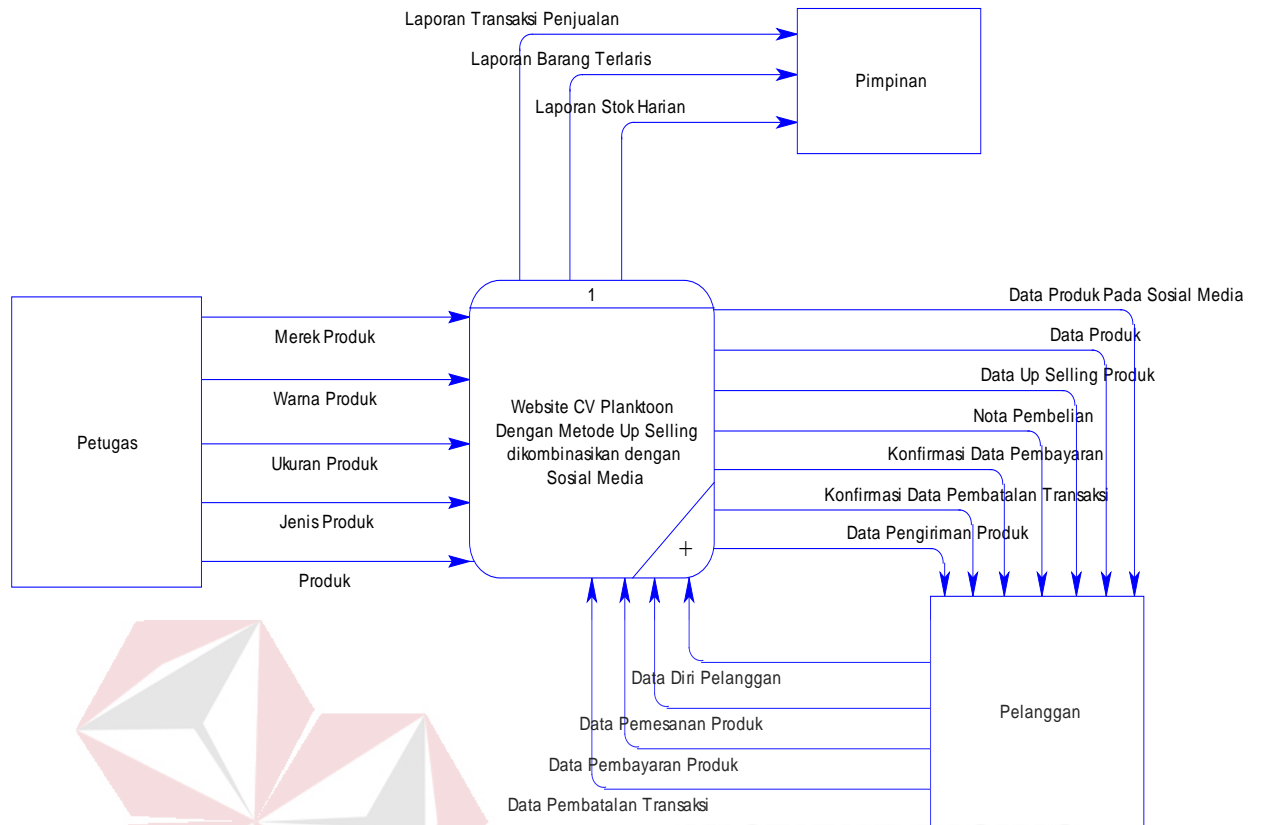 Laporan Transaksi Penjualan
Laporan Barang Terlaris
Laporan Stok Harian
Pimpinan
1
Website CV Planktoon
Dengan Metode Up Selling
dikombinasikan dengan
Sosial Media
+
Petugas
Merek Produk
Warna Produk
Ukuran Produk
Jenis Produk
Produk
Data Produk Pada Sosial Media
Data Produk
Data Up Selling Produk
Nota Pembelian
Konfirmasi Data Pembayaran
Konfirmasi Data Pembatalan Transaksi
Data Pengiriman Produk
Pelanggan
Data Diri Pelanggan
Data Pemesanan Produk
Data Pembayaran Produk
Data Pembatalan Transaksi